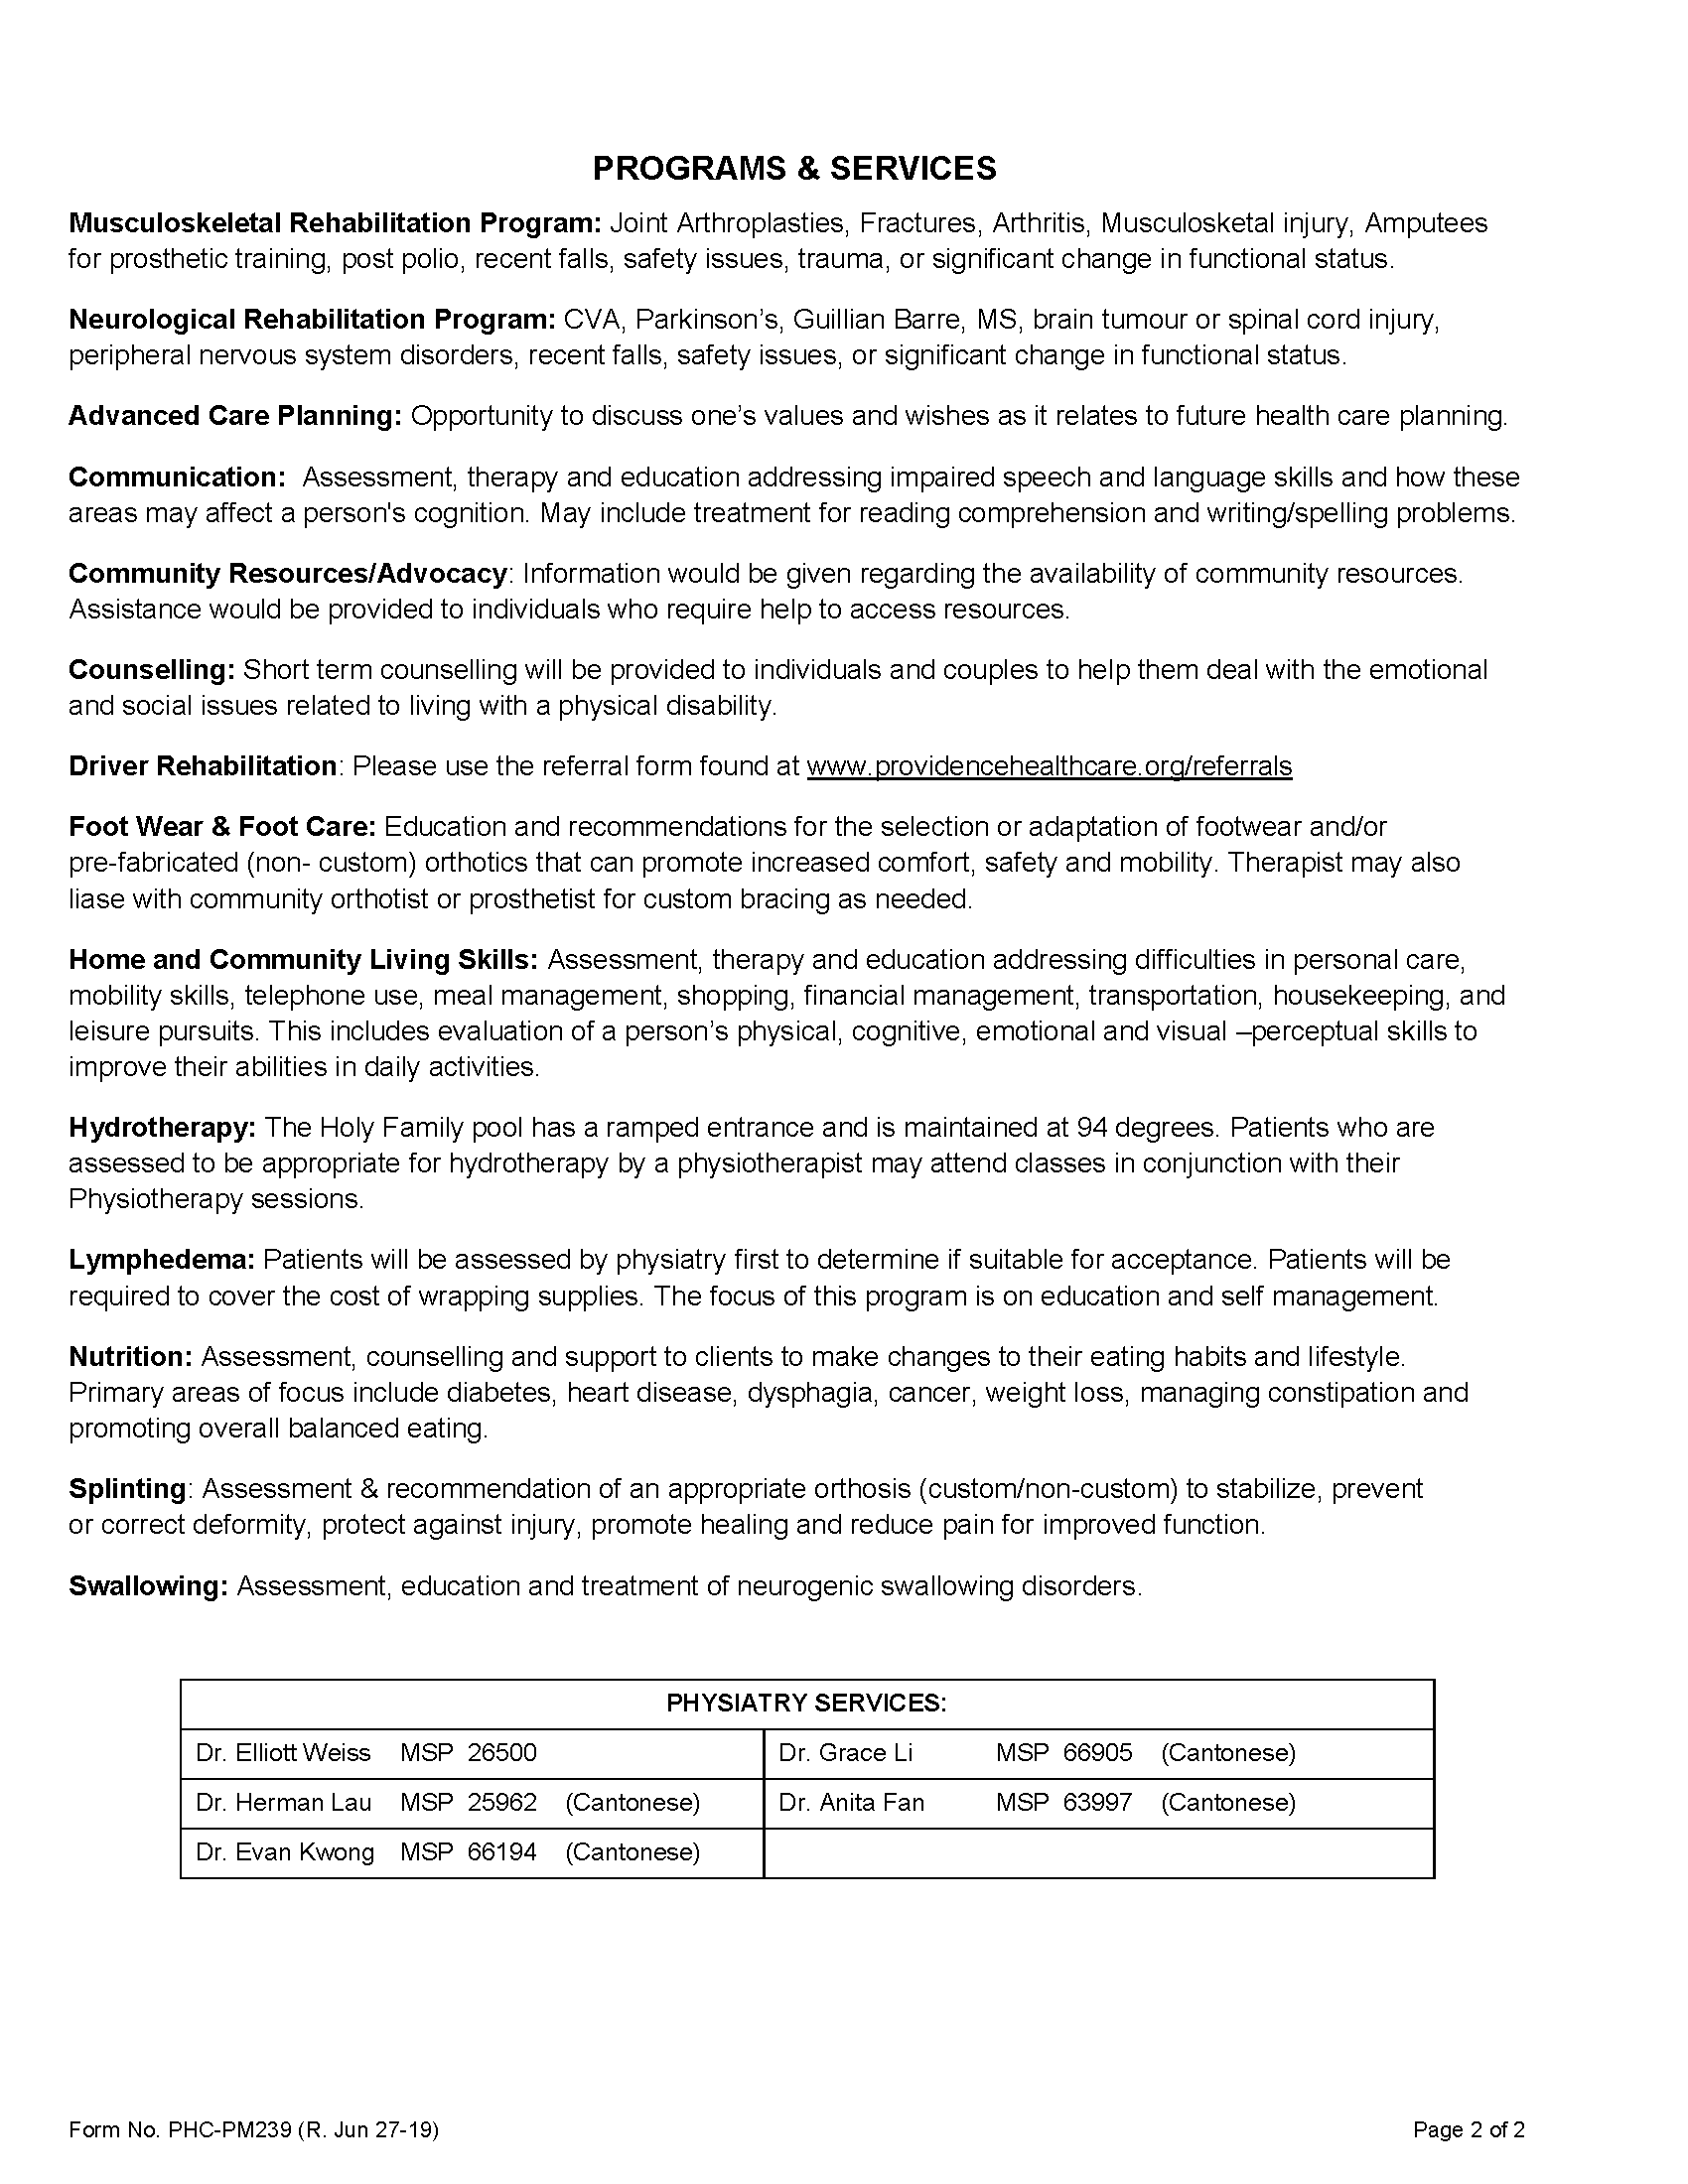 PROGRAMS & SERVICES
Musculoskeletal Rehabilitation Program: Joint Arthroplasties, Fractures, Arthritis, Musculosketal injury, Amputees
for prosthetic training, post polio, recent falls, safety issues, trauma, or significant change in functional status.
Neurological Rehabilitation Program: CVA, Parkinson’s, Guillian Barre, MS, brain tumour or spinal cord injury,
peripheral nervous system disorders, recent falls, safety issues, or significant change in functional status.
Advanced Care Planning: Opportunity to discuss one’s values and wishes as it relates to future health care planning.
Communication: Assessment, therapy and education addressing impaired speech and language skills and how these
areas may affect a person's cognition. May include treatment for reading comprehension and writing/spelling problems.
Community Resources/Advocacy: Information would be given regarding the availability of community resources.
Assistance would be provided to individuals who require help to access resources.
Counselling: Short term counselling will be provided to individuals and couples to help them deal with the emotional
and social issues related to living with a physical disability.
Driver Rehabilitation: Please use the referral form found at www.providencehealthcare.org/referrals
Foot Wear & Foot Care: Education and recommendations for the selection or adaptation of footwear and/or
pre-fabricated (non- custom) orthotics that can promote increased comfort, safety and mobility. Therapist may also
liase with community orthotist or prosthetist for custom bracing as needed.
Home and Community Living Skills: Assessment, therapy and education addressing difficulties in personal care,
mobility skills, telephone use, meal management, shopping, financial management, transportation, housekeeping, and
leisure pursuits. This includes evaluation of a person’s physical, cognitive, emotional and visual –perceptual skills to
improve their abilities in daily activities.
Hydrotherapy: The Holy Family pool has a ramped entrance and is maintained at 94 degrees. Patients who are
assessed to be appropriate for hydrotherapy by a physiotherapist may attend classes in conjunction with their
Physiotherapy sessions.
Lymphedema: Patients will be assessed by physiatry first to determine if suitable for acceptance. Patients will be
required to cover the cost of wrapping supplies. The focus of this program is on education and self management.
Nutrition: Assessment, counselling and support to clients to make changes to their eating habits and lifestyle.
Primary areas of focus include diabetes, heart disease, dysphagia, cancer, weight loss, managing constipation and
promoting overall balanced eating.
Splinting: Assessment & recommendation of an appropriate orthosis (custom/non-custom) to stabilize, prevent
or correct deformity, protect against injury, promote healing and reduce pain for improved function.
Swallowing: Assessment, education and treatment of neurogenic swallowing disorders.
PHYSIATRY SERVICES:
Dr. Elliott Weiss MSP 26500 Dr. Grace Li MSP 66905 (Cantonese)
Dr. Herman Lau MSP 25962 (Cantonese) Dr. Anita Fan MSP 63997 (Cantonese)
Dr. Evan Kwong MSP 66194 (Cantonese)
Form No. PHC-PM239 (R. Jun 27-19) Page 2 of 2